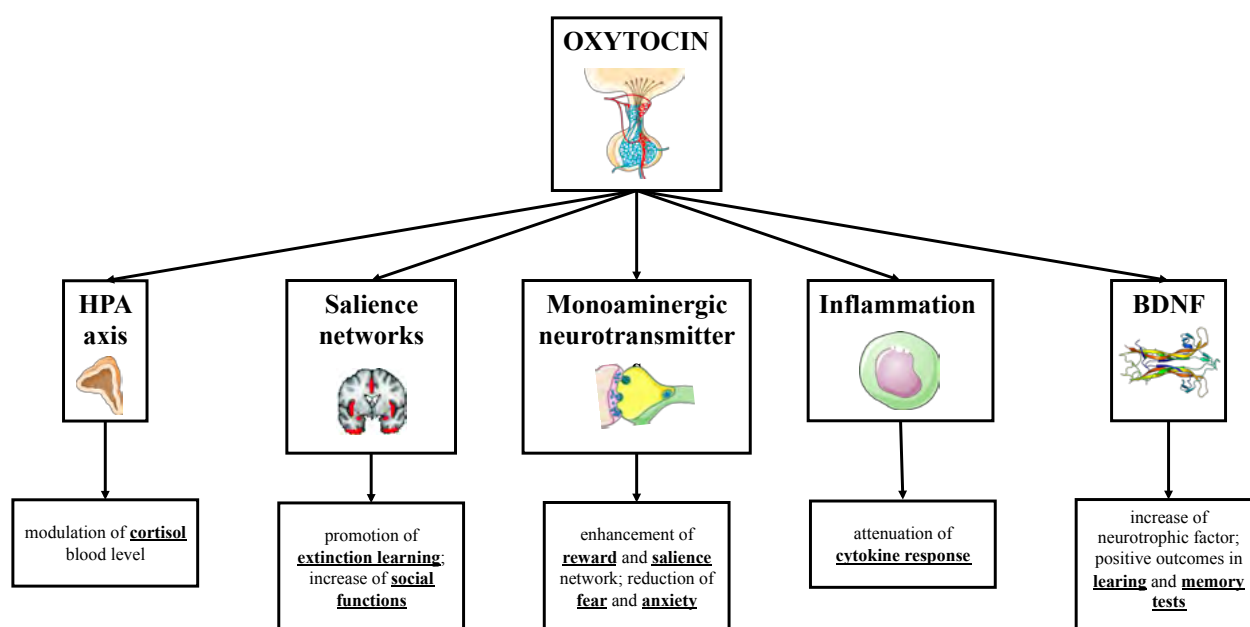 OXYTOCIN
HPA
axis
Salience
networks
Monoaminergic
neurotransmitter
s
Inflammation
BDNF
modulation of cortisol
blood level
promotion of
extinction learning;
increase of social
functions
enhancement of
reward and salience
network; reduction of
fear and anxiety
attenuation of
cytokine response
increase of
neurotrophic factor;
positive outcomes in
learing and memory
tests